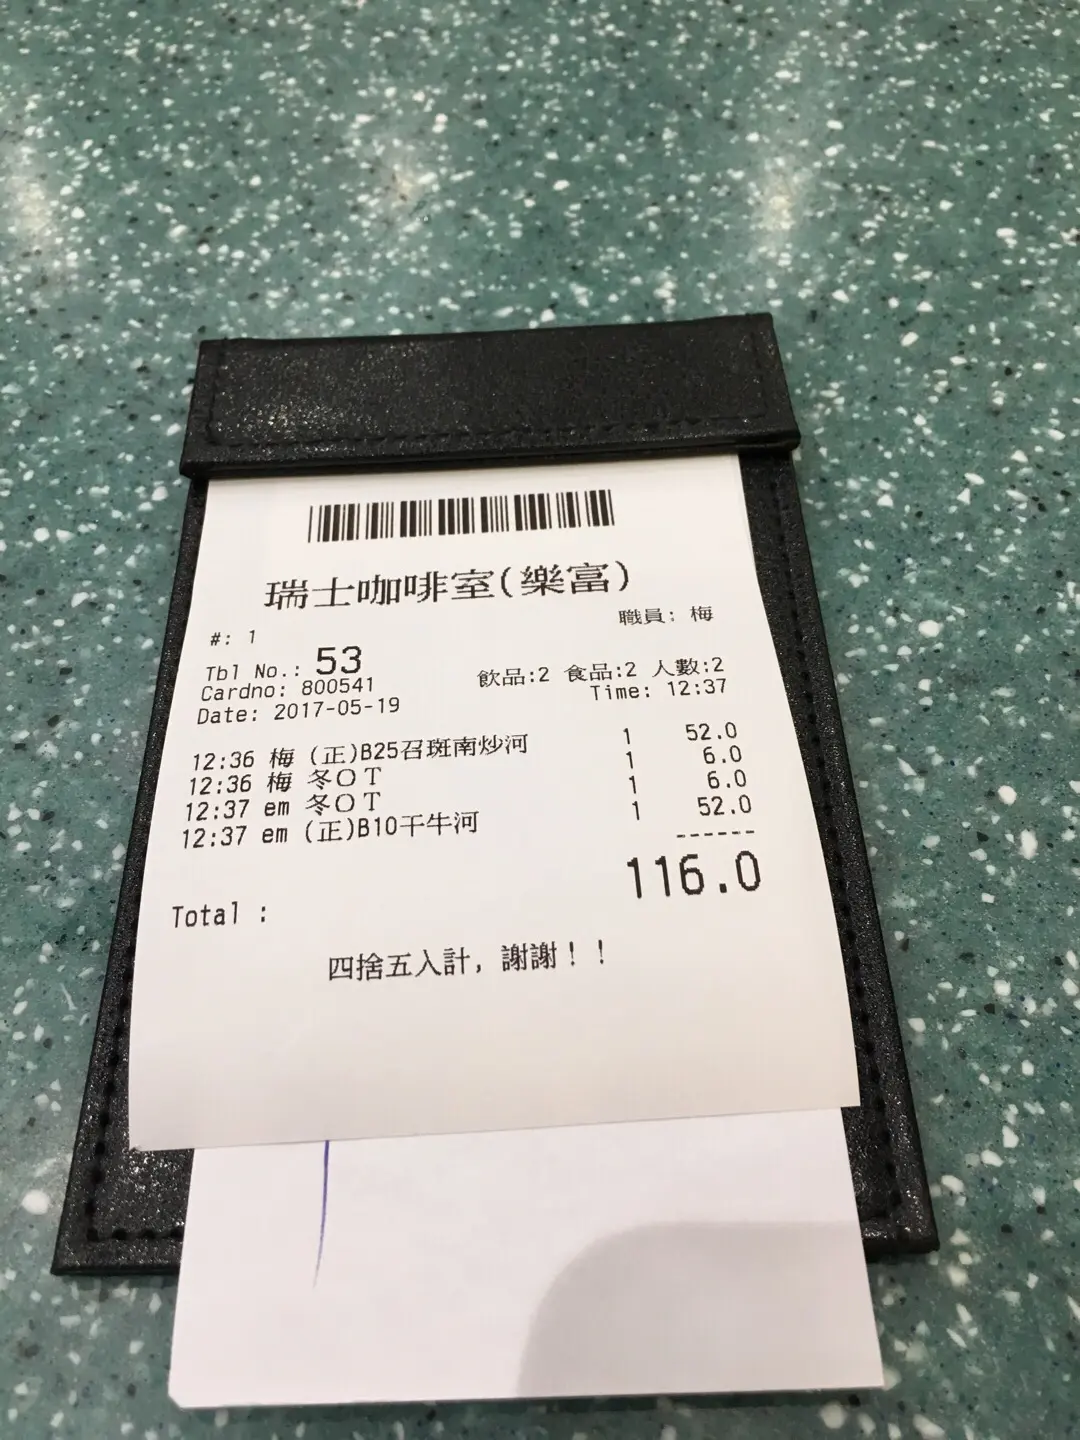 瑞士咖啡室(樂富)
#: 1 職員: 梅
Tbl No.: 53
Cardno: 800541 飲品:2 食品:2 人數:2
Date: 2017-05-19 Time: 12:37
12:36 梅 (正)B25召斑南炒河 1 52.0
12:36 梅 冬OT 1 6.0
12:37 em 冬OT 1 6.0
12:37 em (正)B10干牛河 1 52.0
------
Total : 116.0
四捨五入計, 謝謝！！